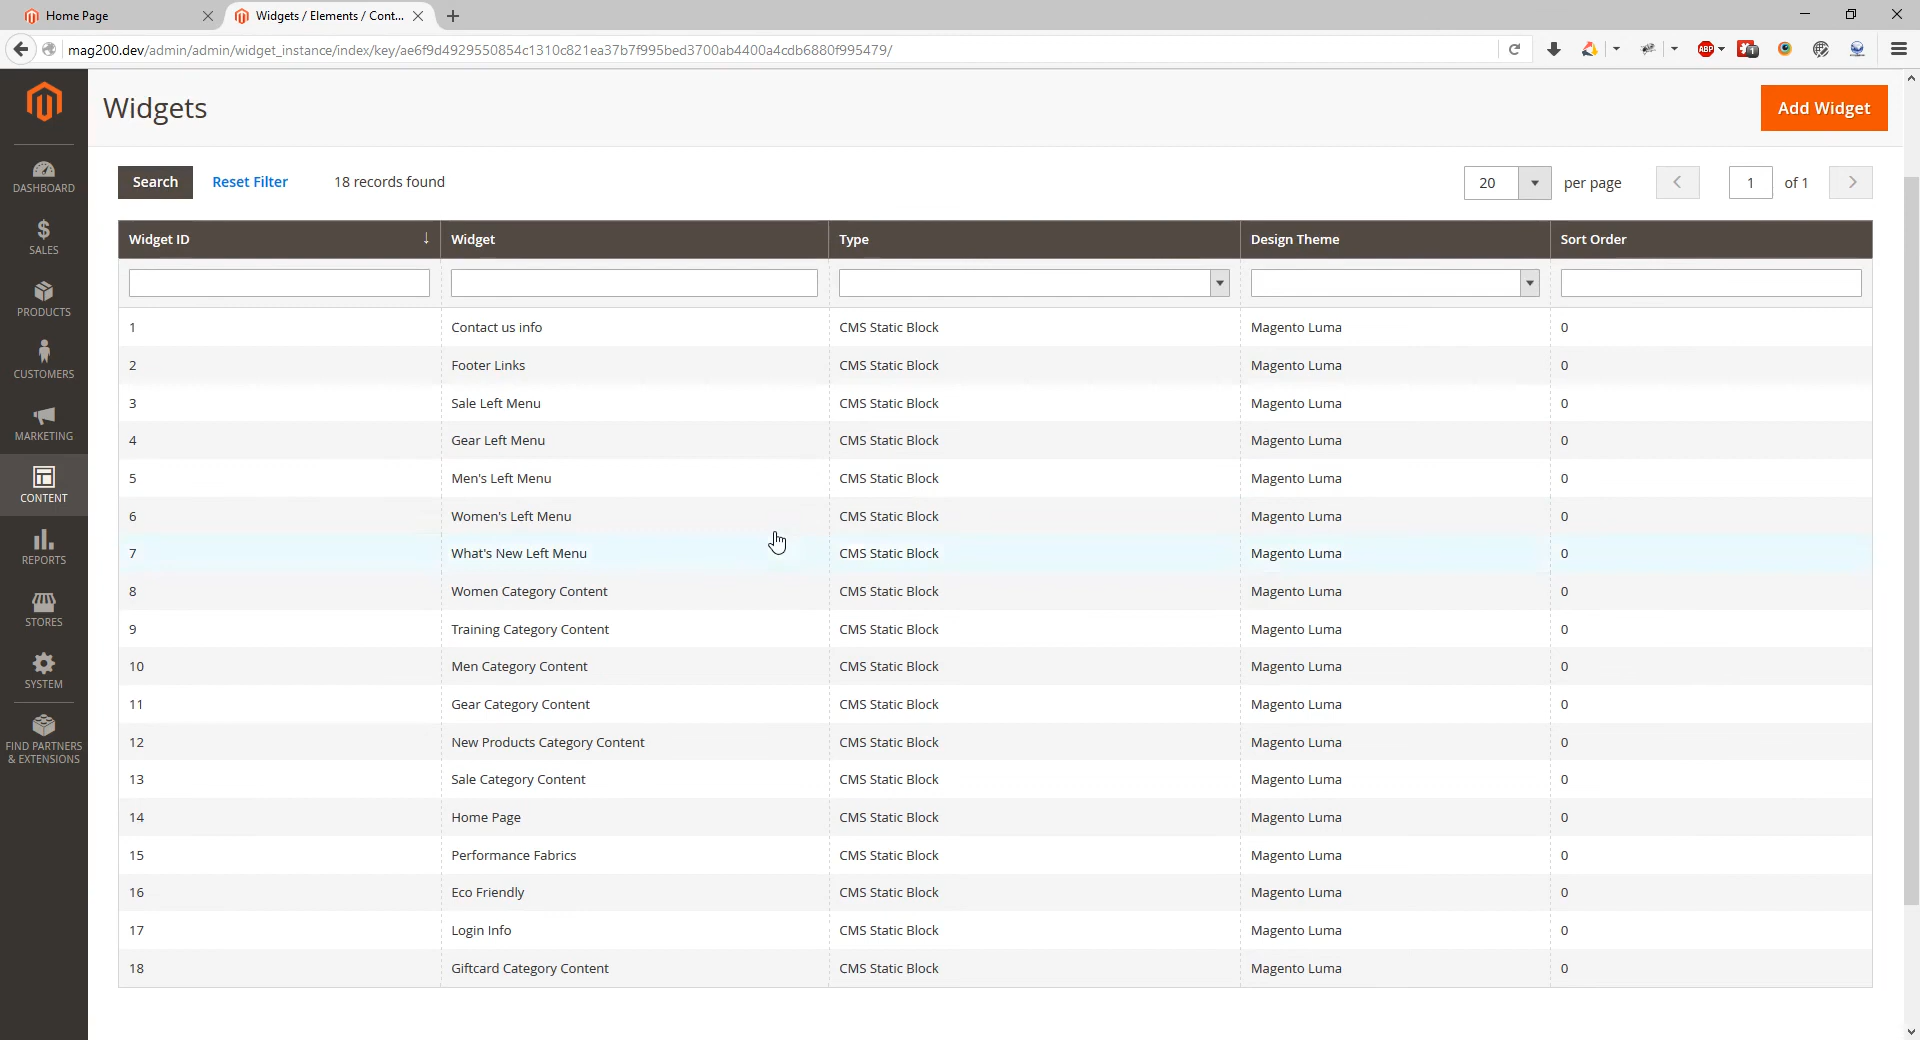 Home Page
Widgets / Elements / Cont...
mag200.dev/admin/admin/widget_instance/index/key/ae6f9d4929550854c1310c821ea37b7f995bed3700ab4400a4cdb6880f995479/
ABP
1
Widgets
Add Widget
DASHBOARD
SALES
PRODUCTS
CUSTOMERS
MARKETING
CONTENT
REPORTS
STORES
SYSTEM
FIND PARTNERS
& EXTENSIONS
Search Reset Filter 18 records found 20 per page 1 of 1
Widget ID ↓ Widget Type Design Theme Sort Order
1 Contact us info CMS Static Block Magento Luma 0
2 Footer Links CMS Static Block Magento Luma 0
3 Sale Left Menu CMS Static Block Magento Luma 0
4 Gear Left Menu CMS Static Block Magento Luma 0
5 Men's Left Menu CMS Static Block Magento Luma 0
6 Women's Left Menu CMS Static Block Magento Luma 0
7 What's New Left Menu CMS Static Block Magento Luma 0
8 Women Category Content CMS Static Block Magento Luma 0
9 Training Category Content CMS Static Block Magento Luma 0
10 Men Category Content CMS Static Block Magento Luma 0
11 Gear Category Content CMS Static Block Magento Luma 0
12 New Products Category Content CMS Static Block Magento Luma 0
13 Sale Category Content CMS Static Block Magento Luma 0
14 Home Page CMS Static Block Magento Luma 0
15 Performance Fabrics CMS Static Block Magento Luma 0
16 Eco Friendly CMS Static Block Magento Luma 0
17 Login Info CMS Static Block Magento Luma 0
18 Giftcard Category Content CMS Static Block Magento Luma 0